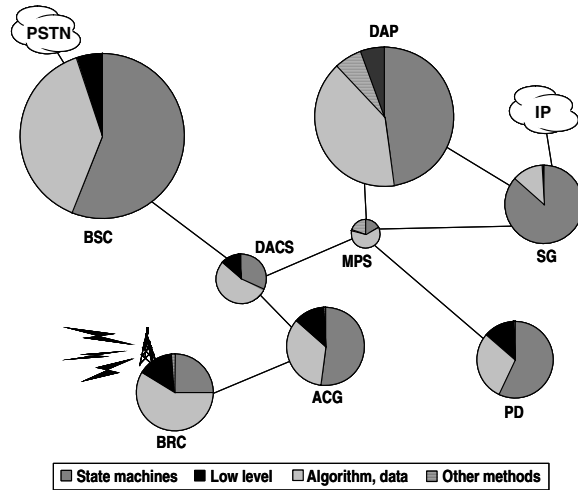 PSTN
DAP
IP
BSC
DACS
MPS
SG
ACG
PD
BRC
State machines Low level Algorithm, data Other methods